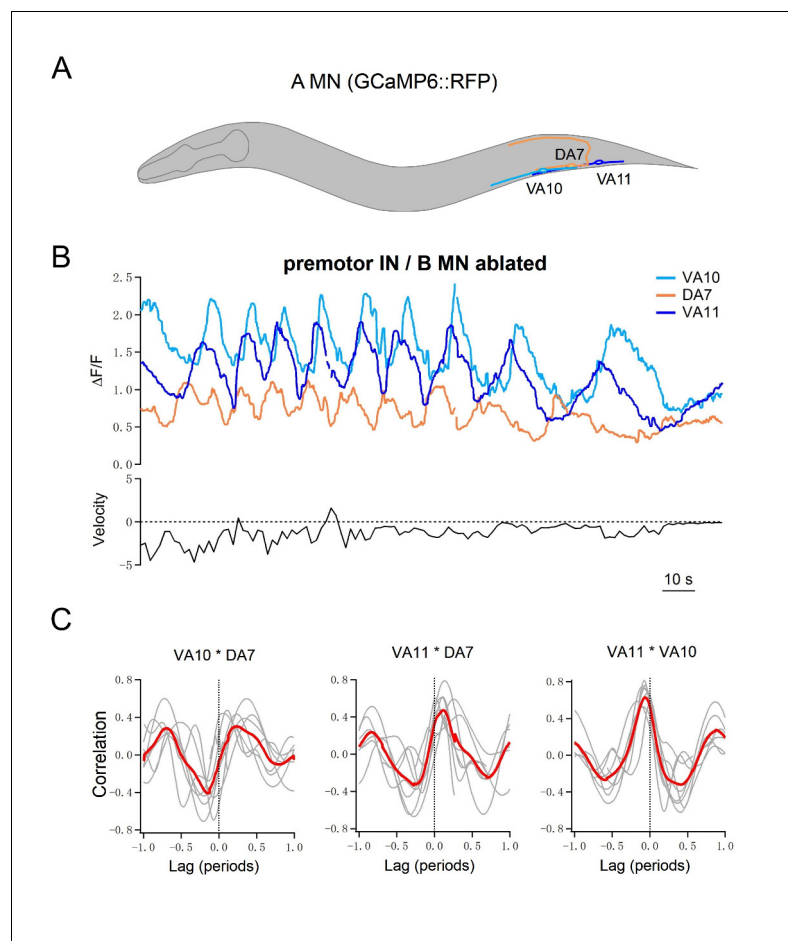 A
A MN (GCaMP6::RFP)
DA7
VA10
VA11
B
premotor IN / B MN ablated
VA10
DA7
VA11
2.5
2.0
1.5
1.0
0.5
0.0
ΔF/F
5
0
-5
Velocity
10 s
C
VA10 * DA7
VA11 * DA7
VA11 * VA10
0.8
0.4
0.0
-0.4
-0.8
Correlation
-1.0 -0.5 0.0 0.5 1.0
Lag (periods)
0.8
0.4
0.0
-0.4
0.8
-1.0 -0.5 0.0 0.5 1.0
Lag (periods)
0.8
0.4
0.0
-0.4
-0.8
-1.0 -0.5 0.0 0.5 1.0
Lag (periods)